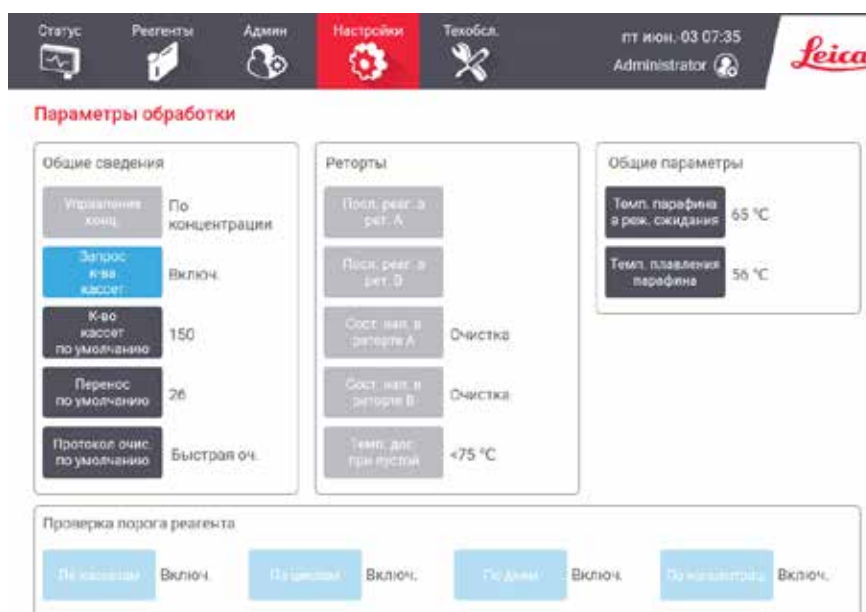 Статус Реагенты Админ Настройки Техобсл.
пт июн.-03 07:35
Administrator
Leica
Параметры обработки
Общие сведения
Управление
конц.
По
концентрации
Запрос
к-ва
кассет
Включ.
К-во
кассет
по умолчанию
150
Перенос
по умолчанию
26
Протокол очис.
по умолчанию
Быстрая оч.
Реторты
Посл. реаг. в
рет. A
Посл. реаг. в
рет. B
Сост. нап. в
реторте A
Очистка
Сост. нап. в
реторте B
Очистка
Темп. дос.
при пустой
<75 °C
Общие параметры
Темп. парафина
в реж. ожидания
65 °C
Темп. плавления
парафина
56 °C
Проверка порога реагента
По кассетам
Включ.
По циклам
Включ.
По дням
Включ.
По концентрац.
Включ.